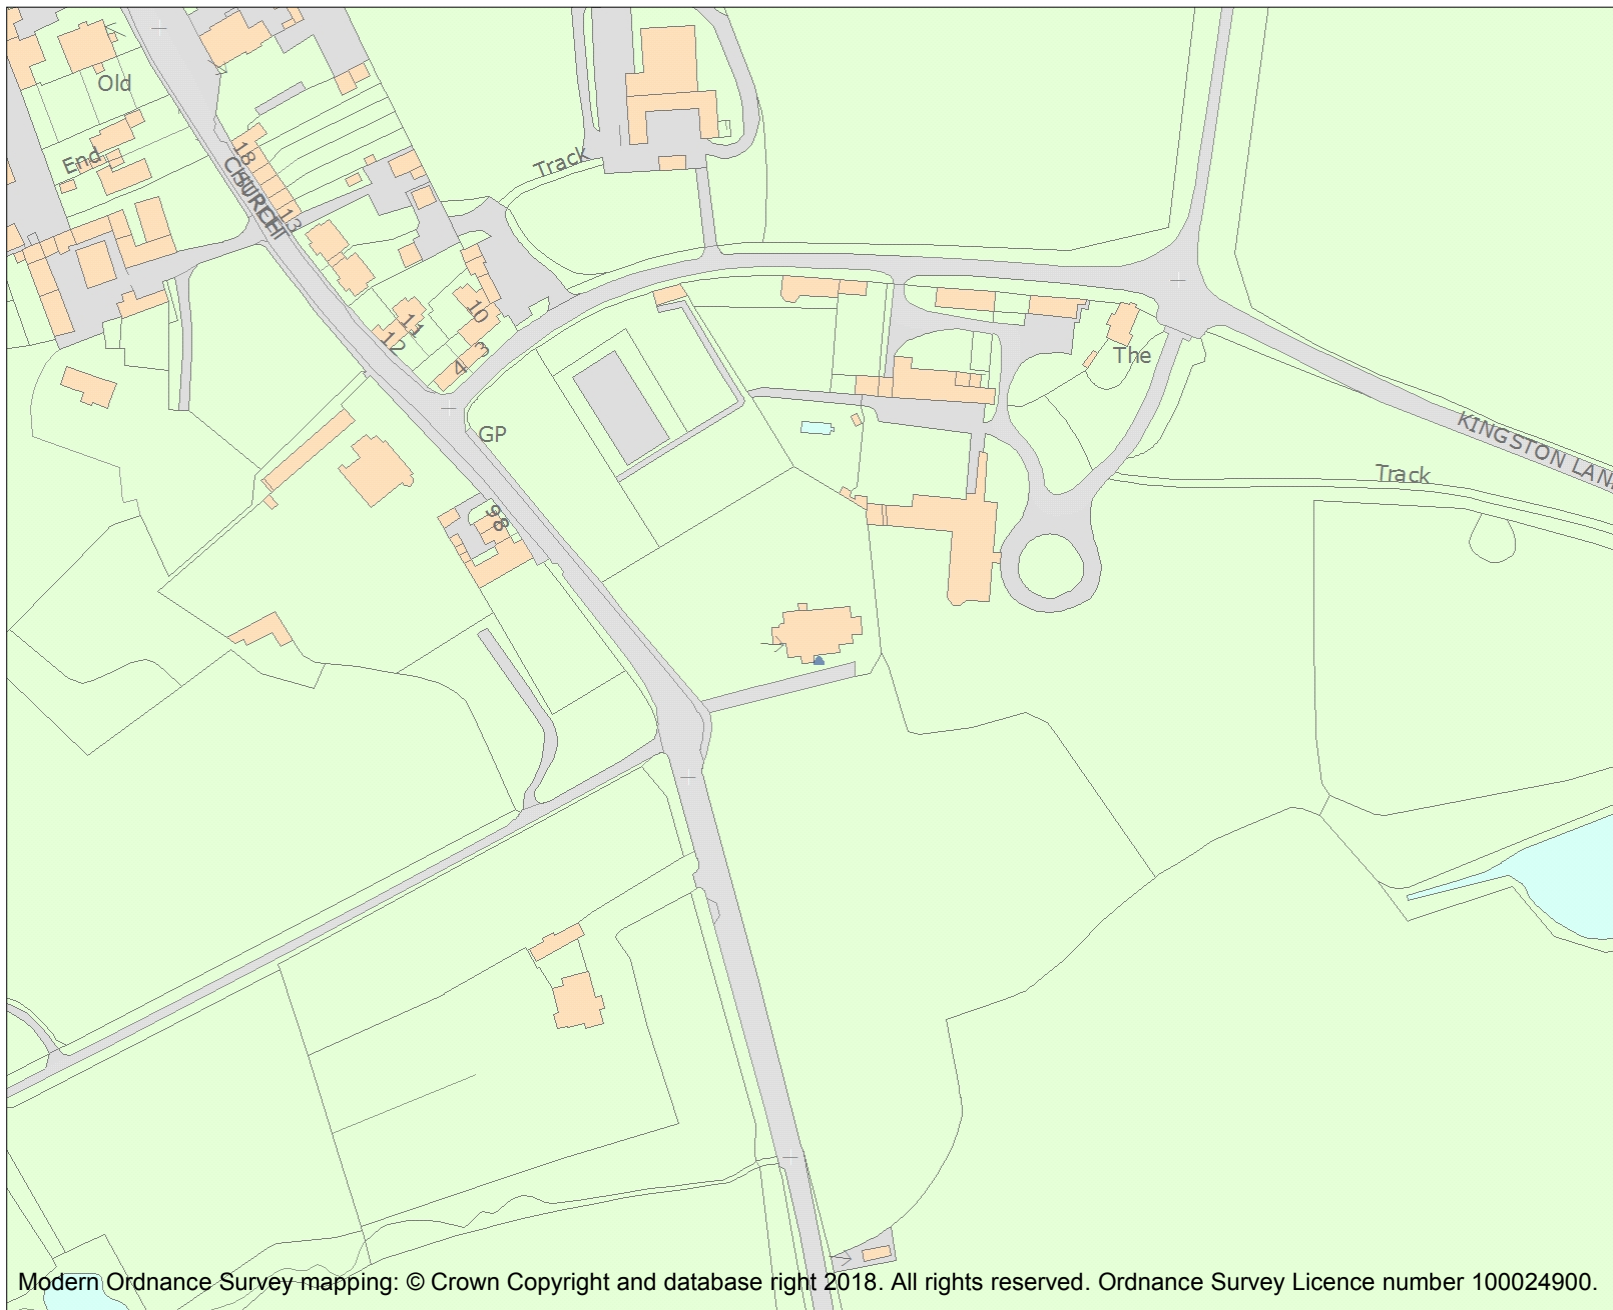 Old
End
18
CHURCH
13
Track
10
11
12
3
4
GP
The
KINGSTON LAN
Track
98
Modern Ordnance Survey mapping: © Crown Copyright and database right 2018. All rights reserved. Ordnance Survey Licence number 100024900.